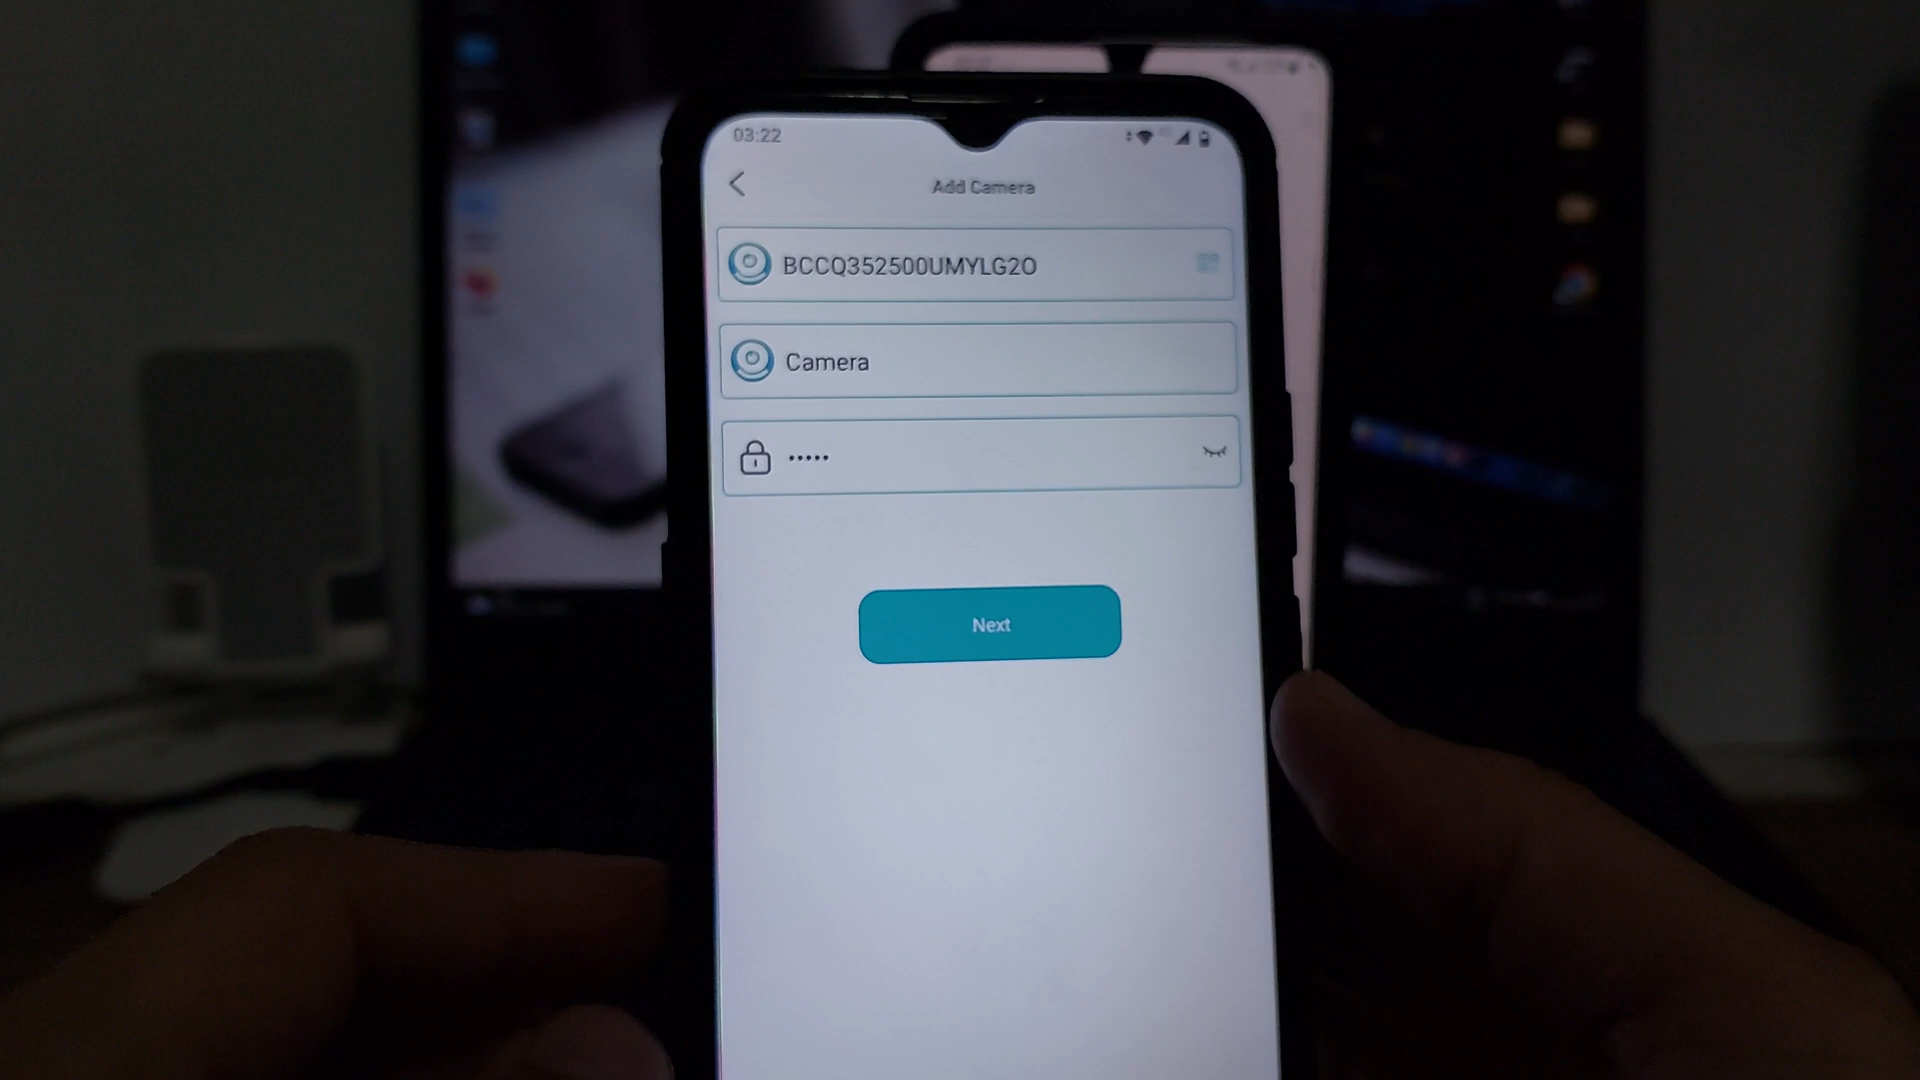 03:22
Add Camera
BCCQ352500UMYLG2O
Camera
•••••
Next